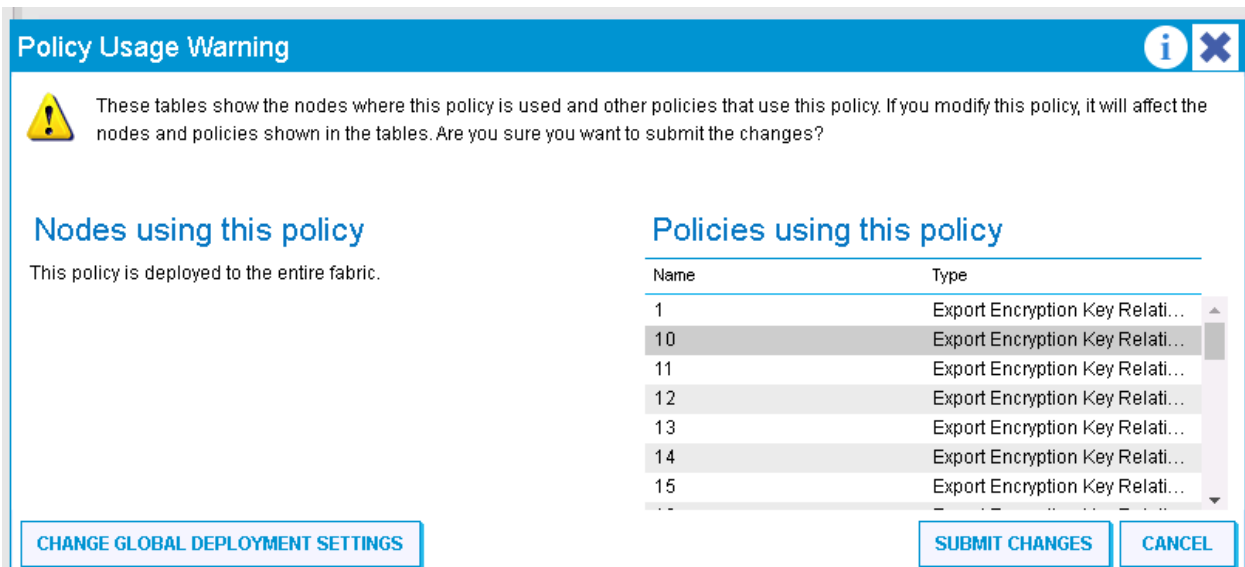 Policy Usage Warning
These tables show the nodes where this policy is used and other policies that use this policy. If you modify this policy, it will affect the
nodes and policies shown in the tables. Are you sure you want to submit the changes?
Nodes using this policy
This policy is deployed to the entire fabric.
Policies using this policy
Name Type
1 Export Encryption Key Relati...
10 Export Encryption Key Relati...
11 Export Encryption Key Relati...
12 Export Encryption Key Relati...
13 Export Encryption Key Relati...
14 Export Encryption Key Relati...
15 Export Encryption Key Relati...
CHANGE GLOBAL DEPLOYMENT SETTINGS
SUBMIT CHANGES
CANCEL